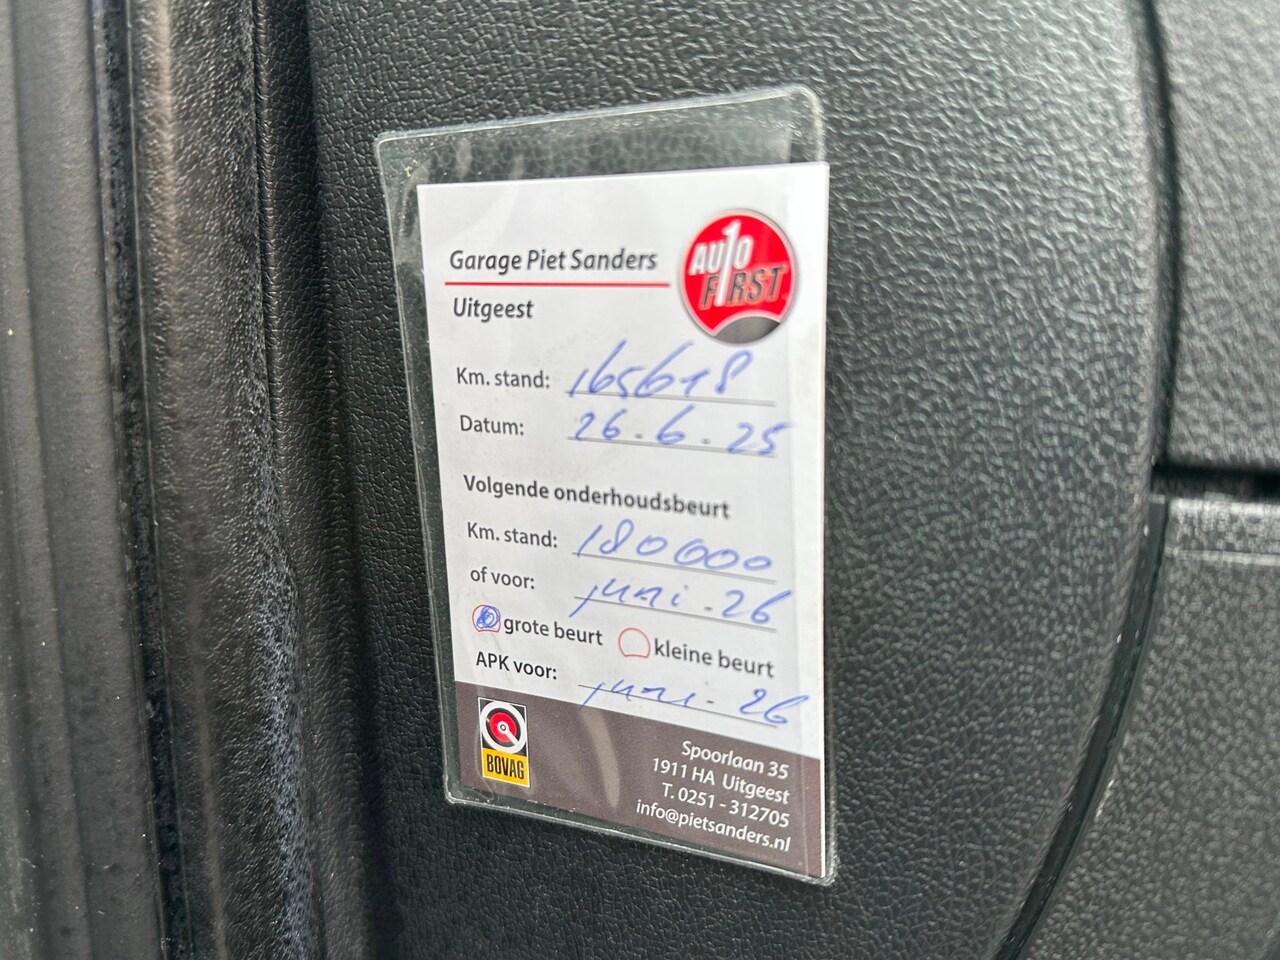 Garage Piet Sanders
AUTO
FIRST
Uitgeest
Km. stand: 165618
Datum: 26.6.25
Volgende onderhoudsbeurt
Km. stand: 180000
of voor: juni.26
grote beurt kleine beurt
APK voor: juni.26
BOVAG
Spoorlaan 35
1911 HA Uitgeest
T. 0251 - 312705
info@pietsanders.nl